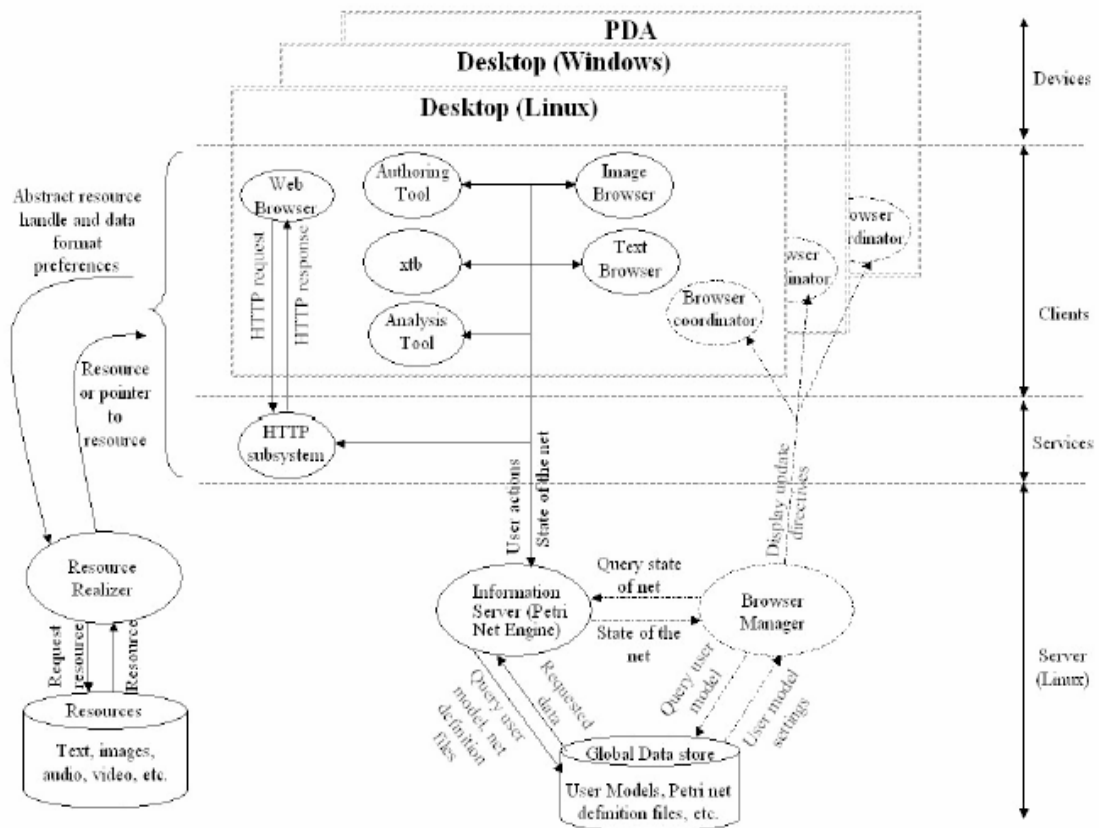 PDA
Desktop (Windows)
Desktop (Linux)
Devices
Authoring
Tool
Image
Browser
Web
Browser
Abstract resource
handle and data
format
preferences
HTTP request
HTTP response
xtb
Text
Browser
Browser
coordinator
wser
inator
owser
rdinator
Analysis
Tool
Clients
Resource
or pointer
to
resource
HTTP
subsystem
Services
User actions
State of the net
Display update
directives
Resource
Realizer
Information
Server (Petri
Net Engine)
Query state
of net
State of the
net
Browser
Manager
Request
resource
Resource
Query user
model, net
definition
files
Requested
data
Query user
model
User model
settings
Server
(Linux)
Resources
Text, images,
audio, video, etc.
Global Data store
User Models, Petri net
definition files, etc.